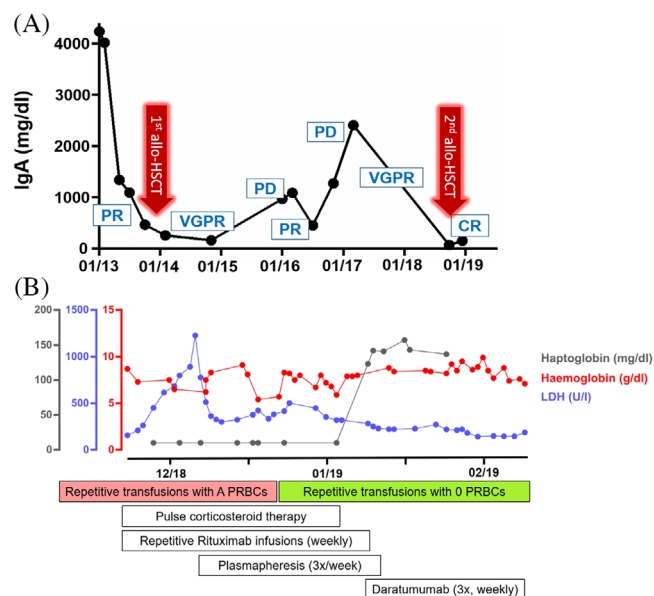 (A)
4000
3000
2000
1000
0
IgA (mg/dl)
1st allo-HSCT
2nd allo-HSCT
PR
VGPR
PD
PR
PD
VGPR
CR
01/13 01/14 01/15 01/16 01/17 01/18 01/19
(B)
200 1500 15
150
1000 10
100
500 5
50
0 0 0
Haptoglobin (mg/dl)
Haemoglobin (g/dl)
LDH (U/l)
12/18 01/19 02/19
Repetitive transfusions with A PRBCs
Repetitive transfusions with 0 PRBCs
Pulse corticosteroid therapy
Repetitive Rituximab infusions (weekly)
Plasmapheresis (3x/week)
Daratumumab (3x, weekly)